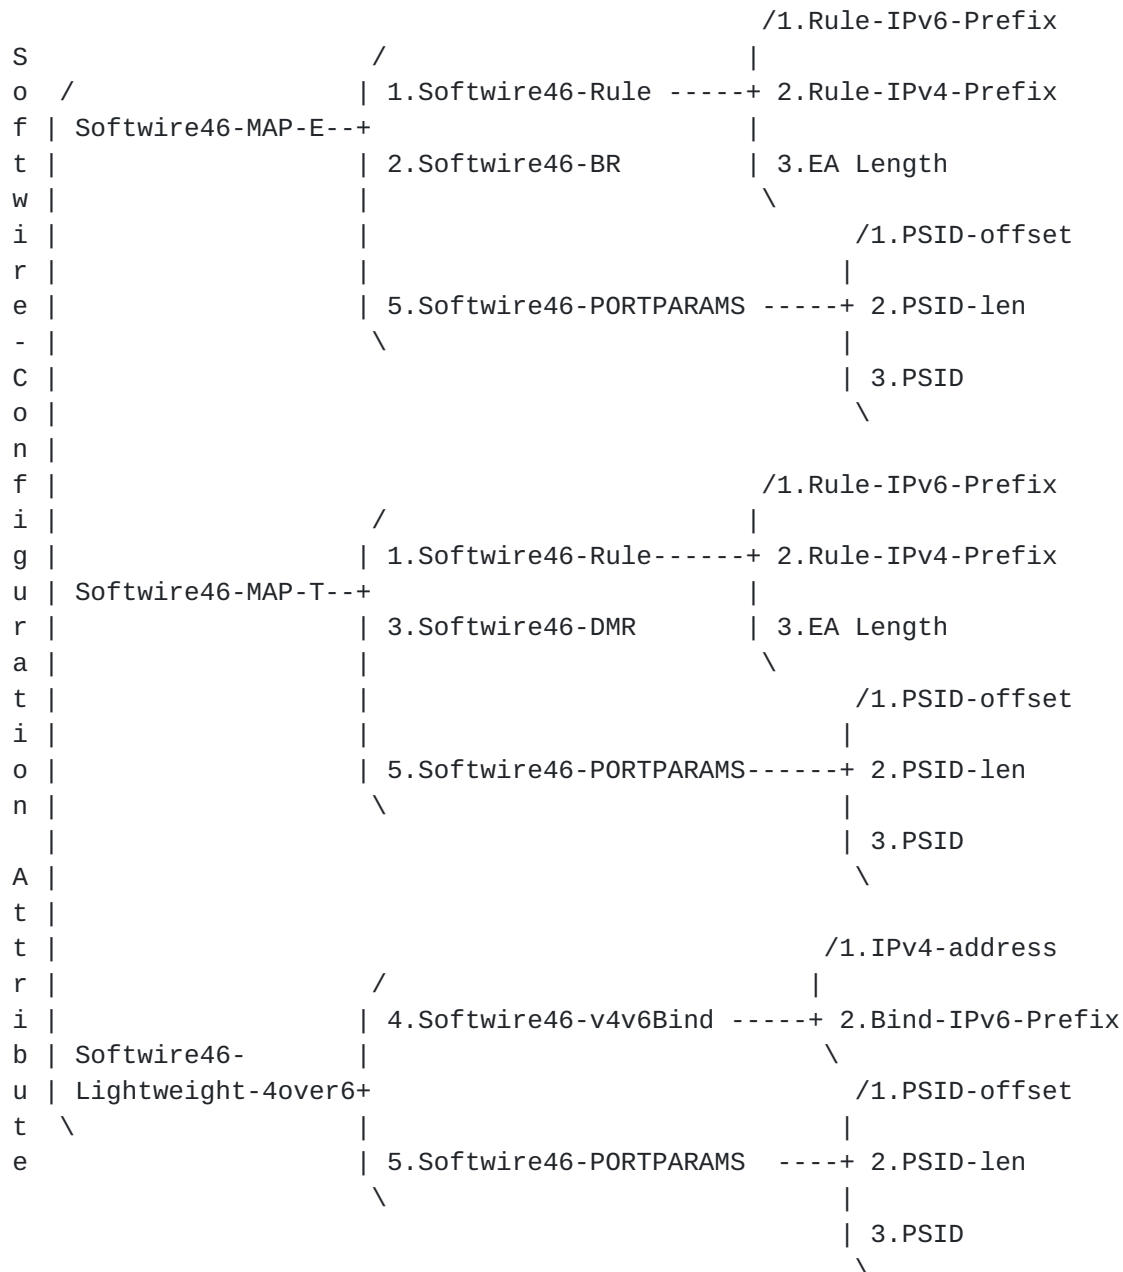 /1.Rule-IPv6-Prefix
S                      /                       |
o  /                  | 1.Softwire46-Rule -----+ 2.Rule-IPv4-Prefix
f | Softwire46-MAP-E--+                        |
t |                   | 2.Softwire46-BR        | 3.EA Length
w |                   |                         \
i |                   |                               /1.PSID-offset
r |                   |                              |
e |                   | 5.Softwire46-PORTPARAMS -----+ 2.PSID-len
- |                    \                             |
C |                                                  | 3.PSID
o |                                                   \
n |
f |                                             /1.Rule-IPv6-Prefix
i |                    /                       |
g |                   | 1.Softwire46-Rule------+ 2.Rule-IPv4-Prefix
u | Softwire46-MAP-T--+                        |
r |                   | 3.Softwire46-DMR       | 3.EA Length
a |                   |                         \
t |                   |                               /1.PSID-offset
i |                   |                              |
o |                   | 5.Softwire46-PORTPARAMS------+ 2.PSID-len
n |                    \                             |
  |                                                  | 3.PSID
A |                                                   \
t |
t |                                                 /1.IPv4-address
r |                    /                           |
i |                   | 4.Softwire46-v4v6Bind -----+ 2.Bind-IPv6-Prefix
b | Softwire46-       |                             \
u | Lightweight-4over6+                               /1.PSID-offset
t  \                  |                              |
e                     | 5.Softwire46-PORTPARAMS  ----+ 2.PSID-len
                       \                             |
                                                     | 3.PSID
                                                      \